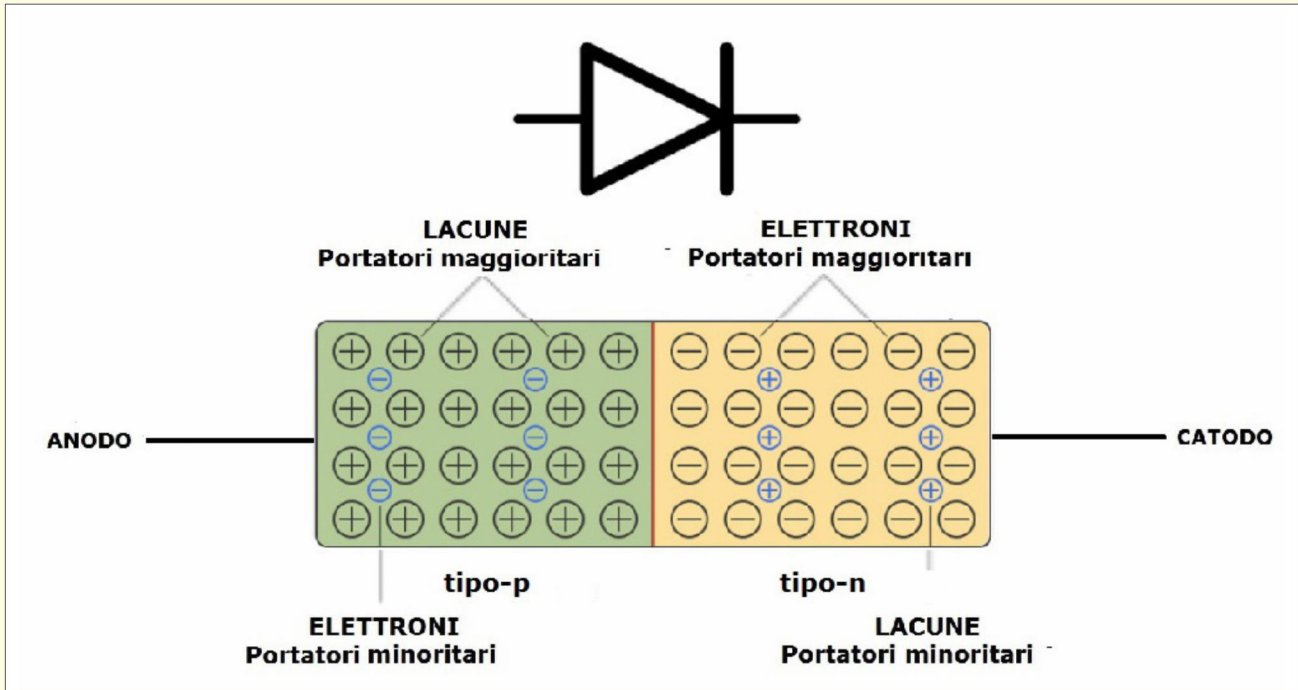 LACUNE
Portatori maggioritari
ELETTRONI
Portatori maggioritari
ANODO
CATODO
tipo-p
tipo-n
ELETTRONI
Portatori minoritari
LACUNE
Portatori minoritari